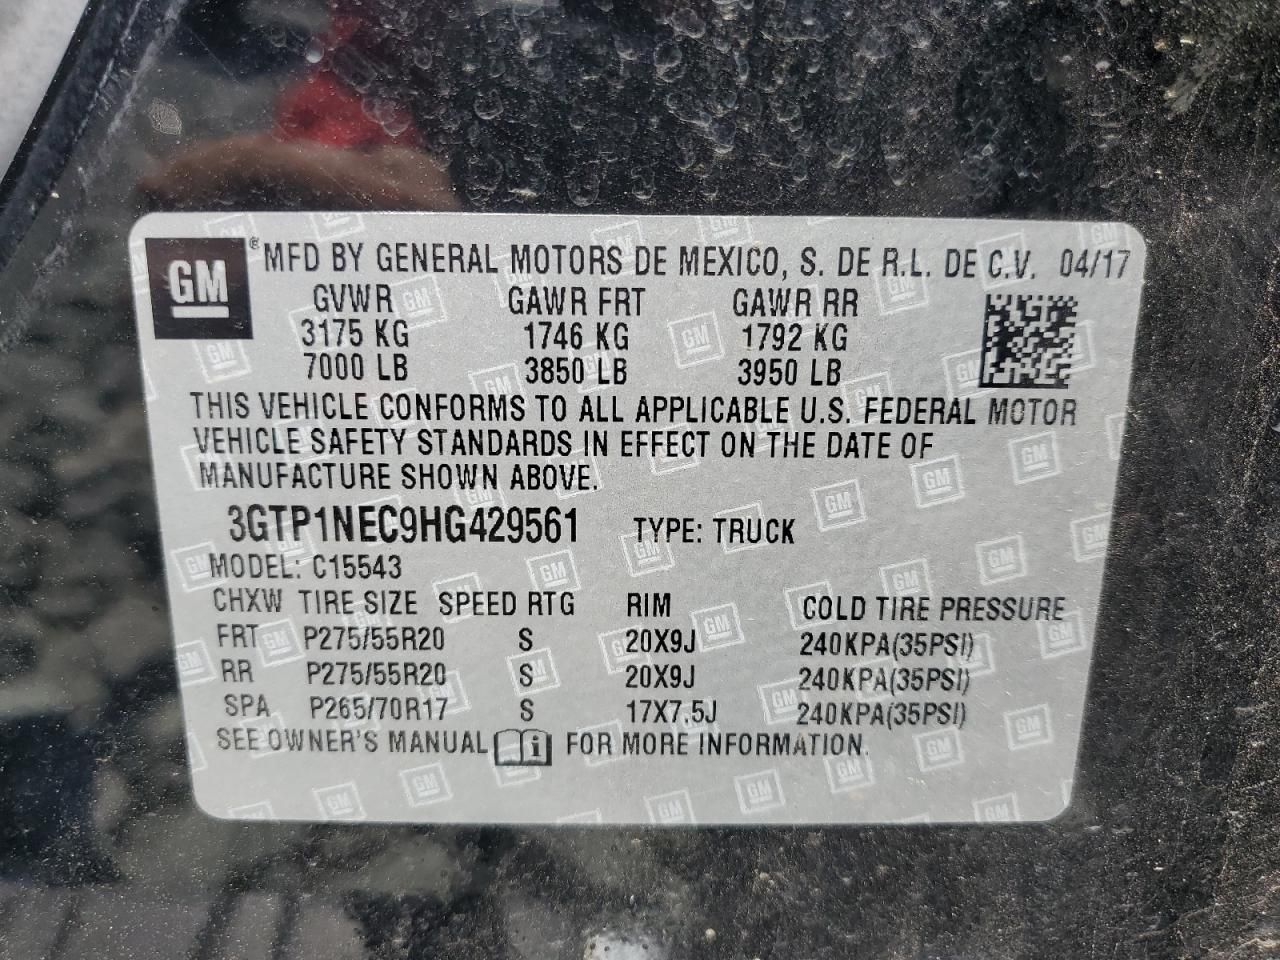 GM ® MFD BY GENERAL MOTORS DE MEXICO, S. DE R.L. DE C.V. 04/17
GVWR GAWR FRT GAWR RR
3175 KG 1746 KG 1792 KG
7000 LB 3850 LB 3950 LB
THIS VEHICLE CONFORMS TO ALL APPLICABLE U.S. FEDERAL MOTOR
VEHICLE SAFETY STANDARDS IN EFFECT ON THE DATE OF
MANUFACTURE SHOWN ABOVE.
3GTP1NEC9HG429561 TYPE: TRUCK
MODEL: C15543
CHXW TIRE SIZE SPEED RTG RIM COLD TIRE PRESSURE
FRT P275/55R20 S 20X9J 240KPA(35PSI)
RR P275/55R20 S 20X9J 240KPA(35PSI)
SPA P265/70R17 S 17X7.5J 240KPA(35PSI)
SEE OWNER'S MANUAL i FOR MORE INFORMATION.